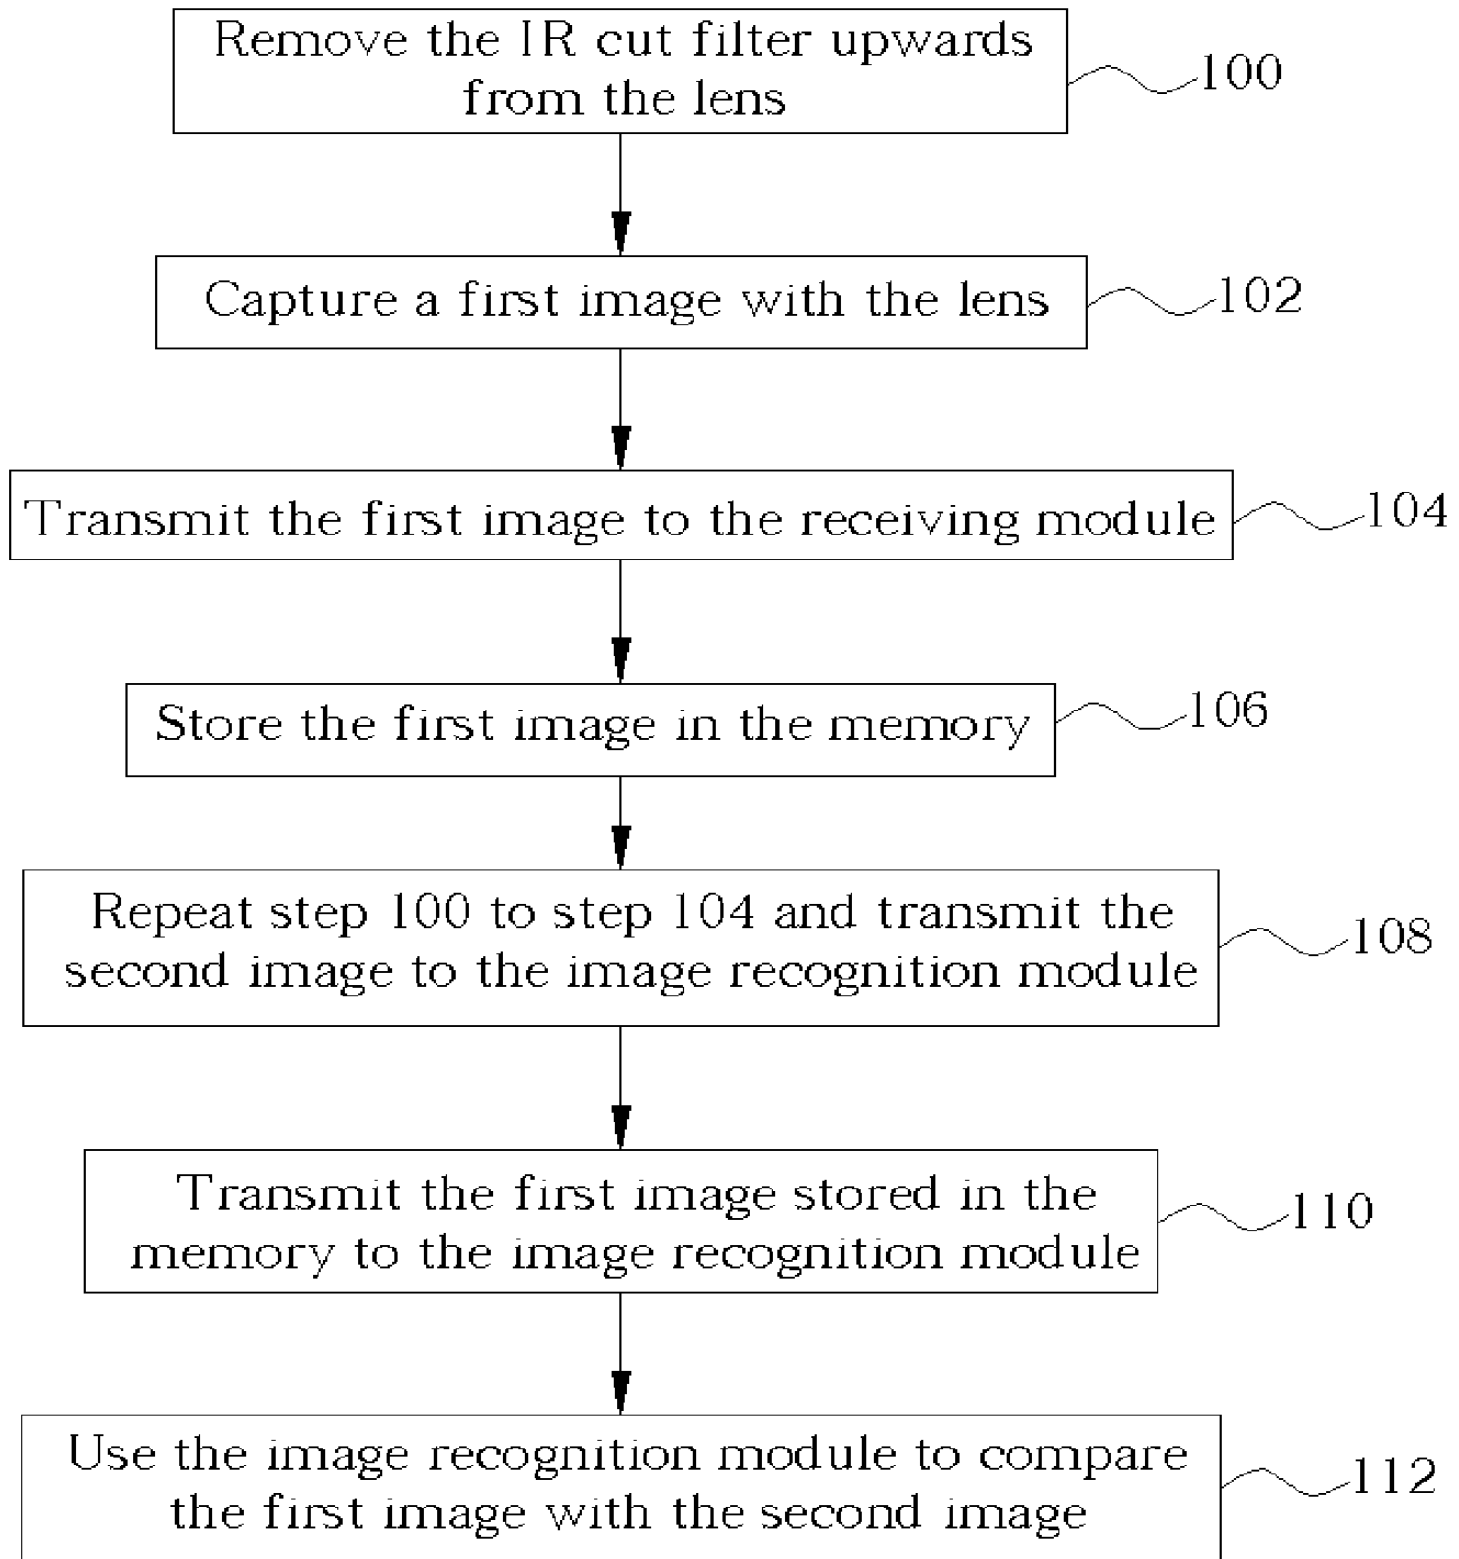 Remove the IR cut filter upwards
from the lens
100
Capture a first image with the lens
102
Transmit the first image to the receiving module
104
Store the first image in the memory
106
Repeat step 100 to step 104 and transmit the
second image to the image recognition module
108
Transmit the first image stored in the
memory to the image recognition module
110
Use the image recognition module to compare
the first image with the second image
112